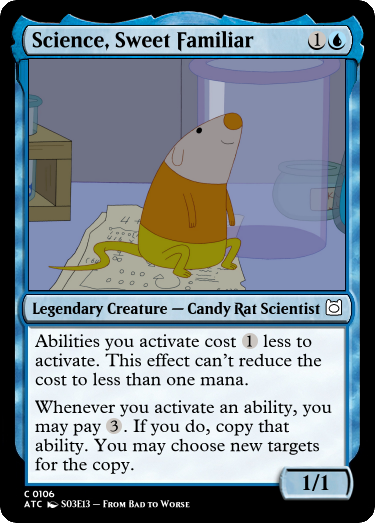 Science, Sweet Familiar 1
Legendary Creature — Candy Rat Scientist
Abilities you activate cost 1 less to
activate. This effect can't reduce the
cost to less than one mana.
Whenever you activate an ability, you
may pay 3. If you do, copy that
ability. You may choose new targets
for the copy.
1/1
C 0106
ATC S03E13 — From Bad to Worse